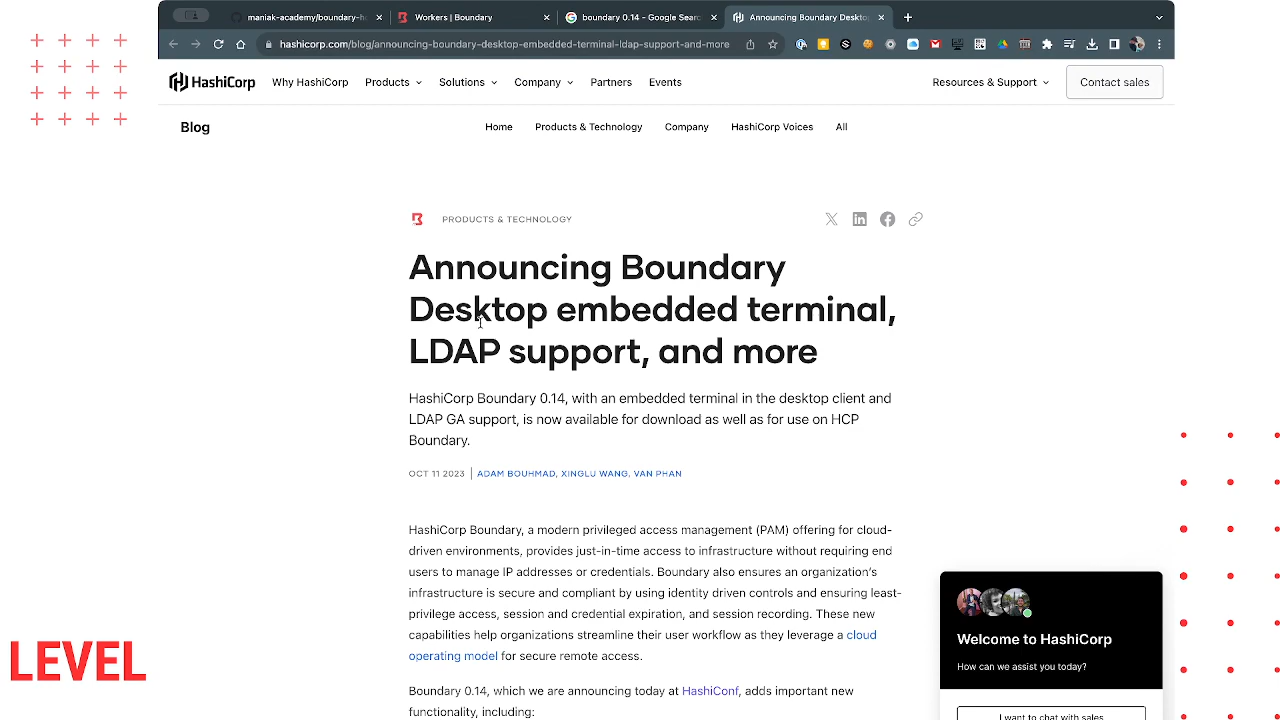 maniak-academy/boundary-h
Workers | Boundary
boundary 0.14 - Google Searc
Announcing Boundary Deskto
hashicorp.com/blog/announcing-boundary-desktop-embedded-terminal-ldap-support-and-more
HashiCorp
Why HashiCorp
Products
Solutions
Company
Partners
Events
Resources & Support
Contact sales
Blog
Home
Products & Technology
Company
HashiCorp Voices
All
PRODUCTS & TECHNOLOGY
Announcing Boundary
Desktop embedded terminal,
LDAP support, and more
HashiCorp Boundary 0.14, with an embedded terminal in the desktop client and
LDAP GA support, is now available for download as well as for use on HCP
Boundary.
OCT 11 2023 | ADAM BOUHMAD, XINGLU WANG, VAN PHAN
HashiCorp Boundary, a modern privileged access management (PAM) offering for cloud-
driven environments, provides just-in-time access to infrastructure without requiring end
users to manage IP addresses or credentials. Boundary also ensures an organization's
infrastructure is secure and compliant by using identity driven controls and ensuring least-
privilege access, session and credential expiration, and session recording. These new
capabilities help organizations streamline their user workflow as they leverage a cloud
operating model for secure remote access.
Boundary 0.14, which we are announcing today at HashiConf, adds important new
functionality, including:
Welcome to HashiCorp
How can we assist you today?
I want to chat with sales
LEVEL